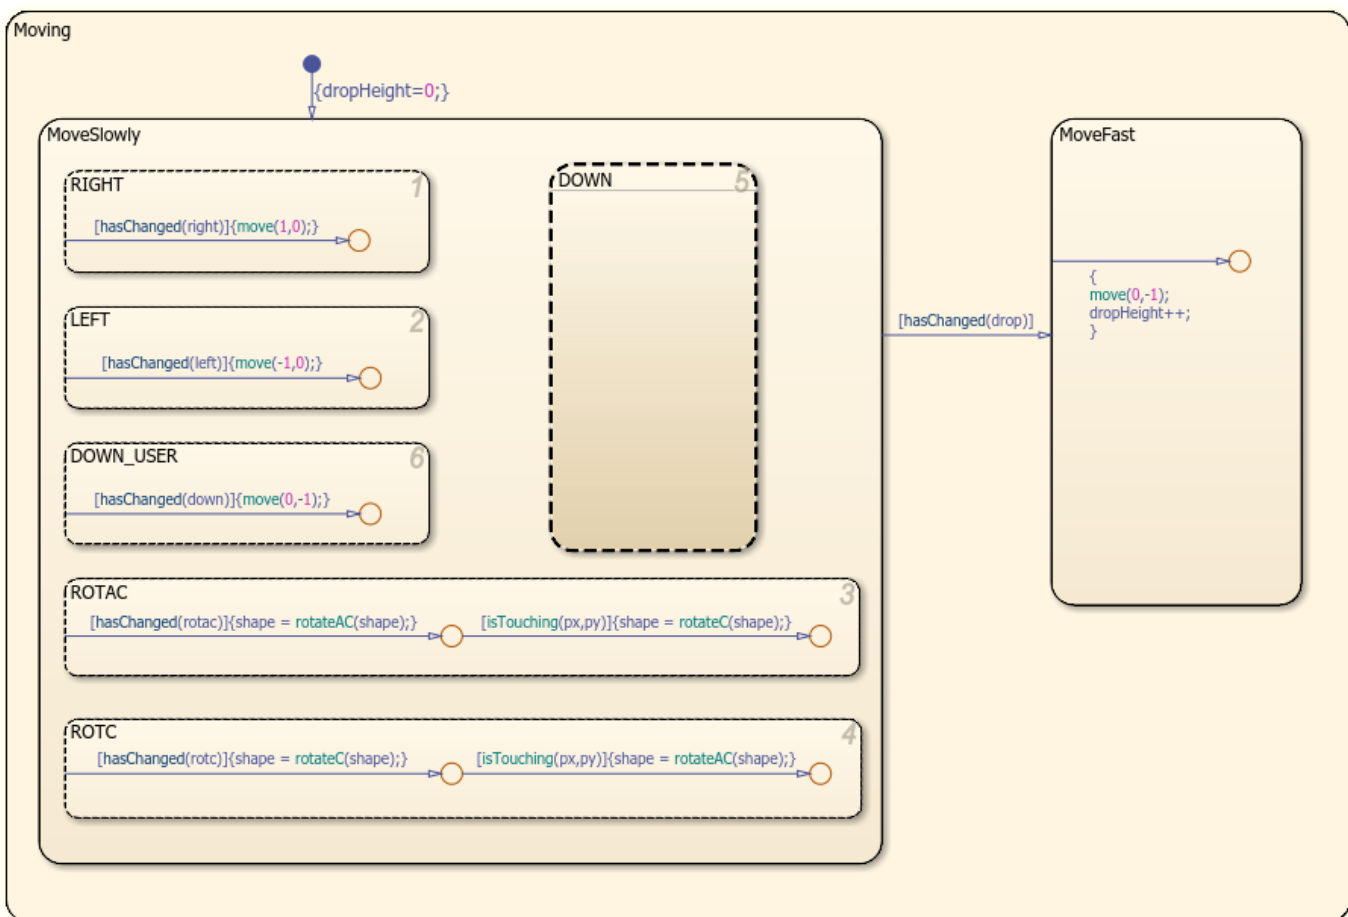 Moving
{dropHeight=0;}
MoveSlowly
RIGHT
1
[hasChanged(right)]{move(1,0);}
LEFT
2
[hasChanged(left)]{move(-1,0);}
DOWN_USER
6
[hasChanged(down)]{move(0,-1);}
DOWN
5
ROTAC
3
[hasChanged(rotac)]{shape = rotateAC(shape);}
[isTouching(px,py)]{shape = rotateC(shape);}
ROTC
4
[hasChanged(rotc)]{shape = rotateC(shape);}
[isTouching(px,py)]{shape = rotateAC(shape);}
[hasChanged(drop)]
MoveFast
{
move(0,-1);
dropHeight++;
}